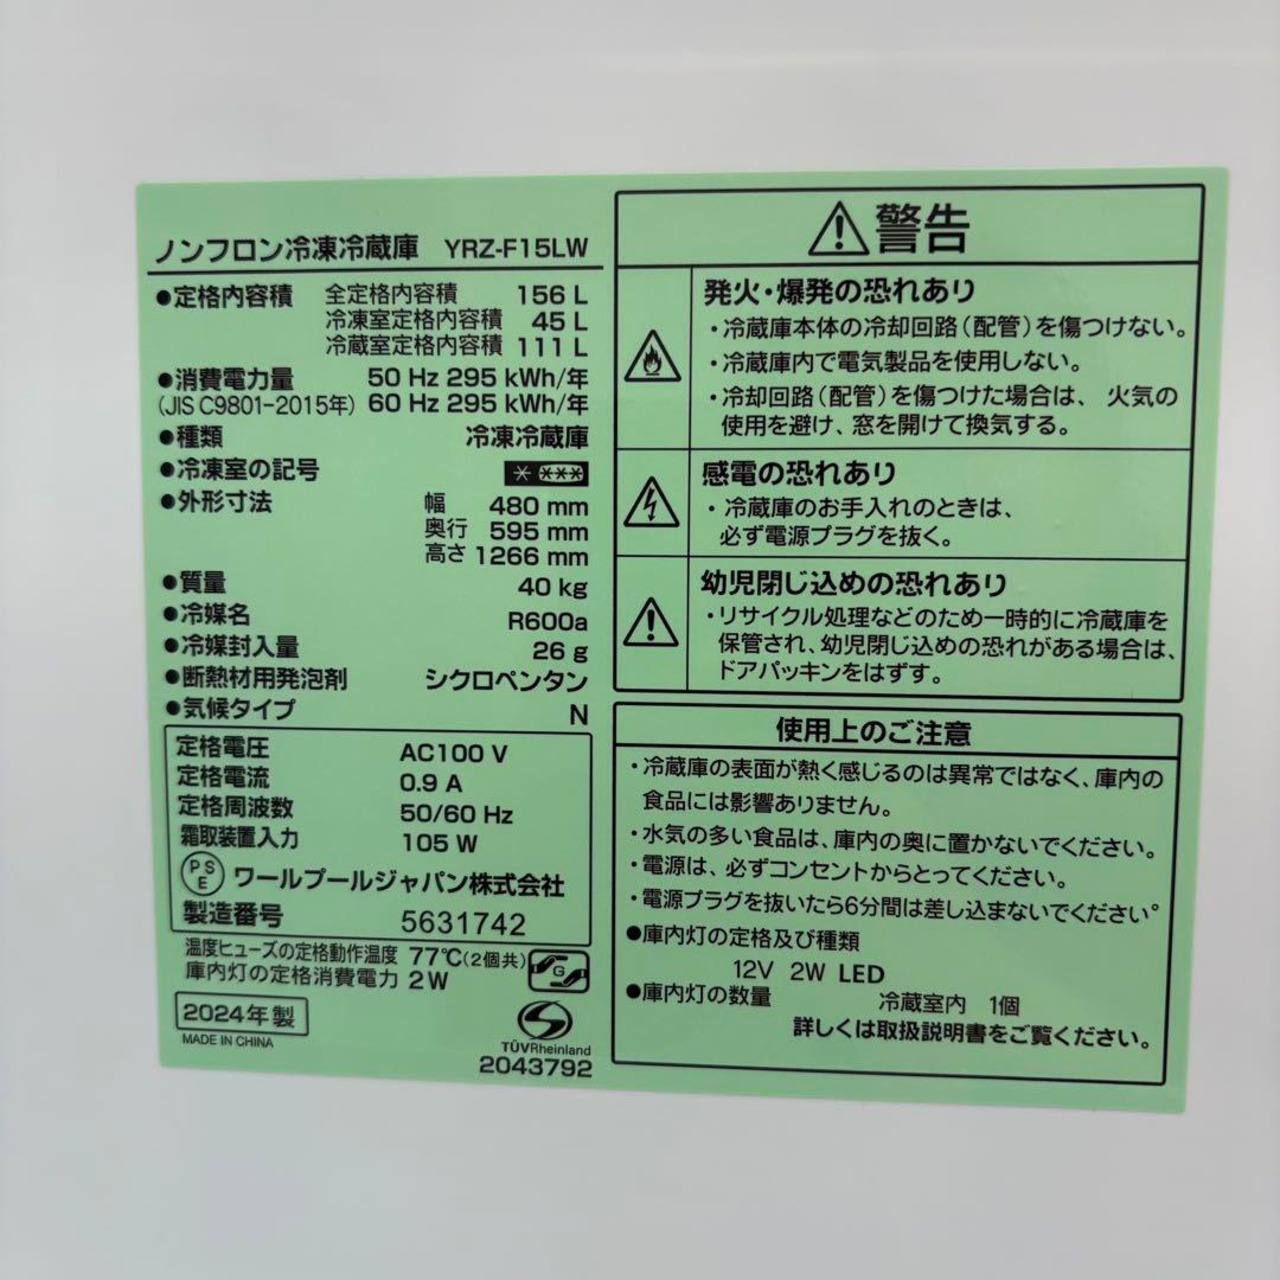 ノンフロン冷凍冷蔵庫 YRZ-F15LW
●定格内容積 全定格内容積 156 L
冷凍室定格内容積 45 L
冷蔵室定格内容積 111 L
●消費電力量 50 Hz 295 kWh/年
(JIS C9801-2015年) 60 Hz 295 kWh/年
●種類 冷凍冷蔵庫
●冷凍室の記号
●外形寸法 幅 480 mm
奥行 595 mm
高さ 1266 mm
●質量 40 kg
●冷媒名 R600a
●冷媒封入量 26 g
●断熱材用発泡剤 シクロペンタン
●気候タイプ N
定格電圧 AC100 V
定格電流 0.9 A
定格周波数 50/60 Hz
霜取装置入力 105 W
PSE ワールプールジャパン株式会社
製造番号 5631742
温度ヒューズの定格動作温度 77℃(2個共)
庫内灯の定格消費電力 2W
G
2024年製
MADE IN CHINA
TÜVRheinland
2043792
警告
発火・爆発の恐れあり
・冷蔵庫本体の冷却回路(配管)を傷つけない。
・冷蔵庫内で電気製品を使用しない。
・冷却回路(配管)を傷つけた場合は、火気の
使用を避け、窓を開けて換気する。
感電の恐れあり
・冷蔵庫のお手入れのときは、
必ず電源プラグを抜く。
幼児閉じ込めの恐れあり
・リサイクル処理などのため一時的に冷蔵庫を
保管され、幼児閉じ込めの恐れがある場合は、
ドアパッキンをはずす。
使用上のご注意
・冷蔵庫の表面が熱く感じるのは異常ではなく、庫内の
食品には影響ありません。
・水気の多い食品は、庫内の奥に置かないでください。
・電源は、必ずコンセントからとってください。
・電源プラグを抜いたら6分間は差し込まないでください。
●庫内灯の定格及び種類
12V 2W LED
●庫内灯の数量 冷蔵室内 1個
詳しくは取扱説明書をご覧ください。